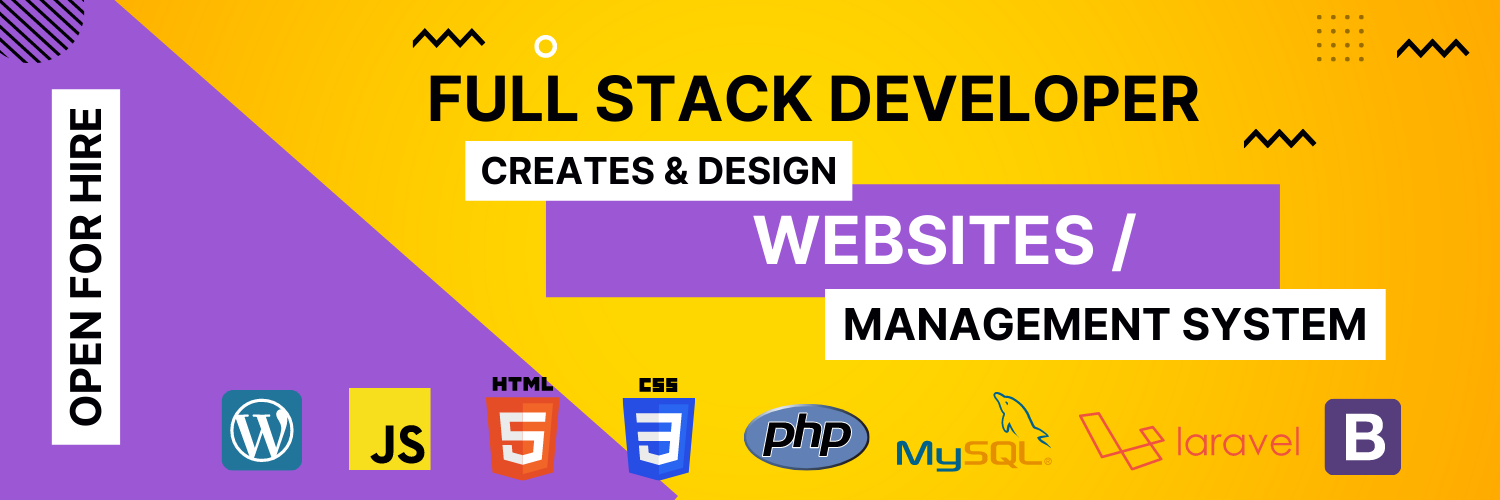 OPEN FOR HIRE
FULL STACK DEVELOPER
CREATES & DESIGN
WEBSITES /
MANAGEMENT SYSTEM
W
JS
HTML
5
CSS
3
php
MySQL®
laravel
B